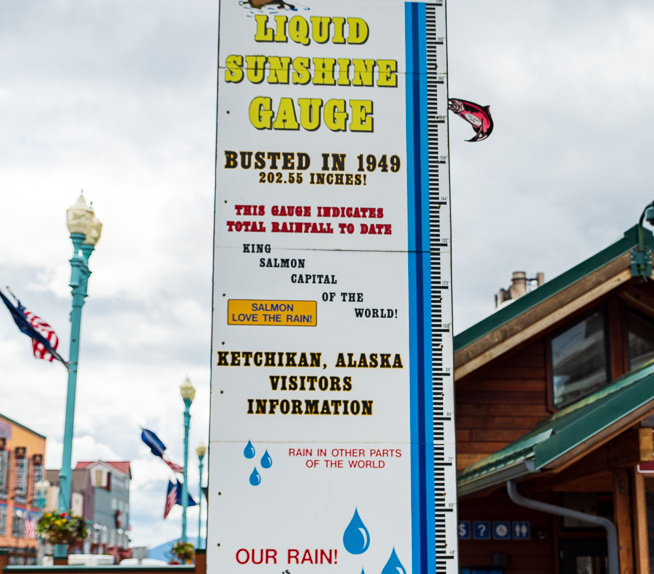 LIQUID
SUNSHINE
GAUGE
BUSTED IN 1949
202.55 INCHES!
THIS GAUGE INDICATES
TOTAL RAINFALL TO DATE
KING
SALMON
CAPITAL
OF THE
WORLD!
SALMON
LOVE THE RAIN!
KETCHIKAN, ALASKA
VISITORS
INFORMATION
RAIN IN OTHER PARTS
OF THE WORLD
OUR RAIN!
$ ?